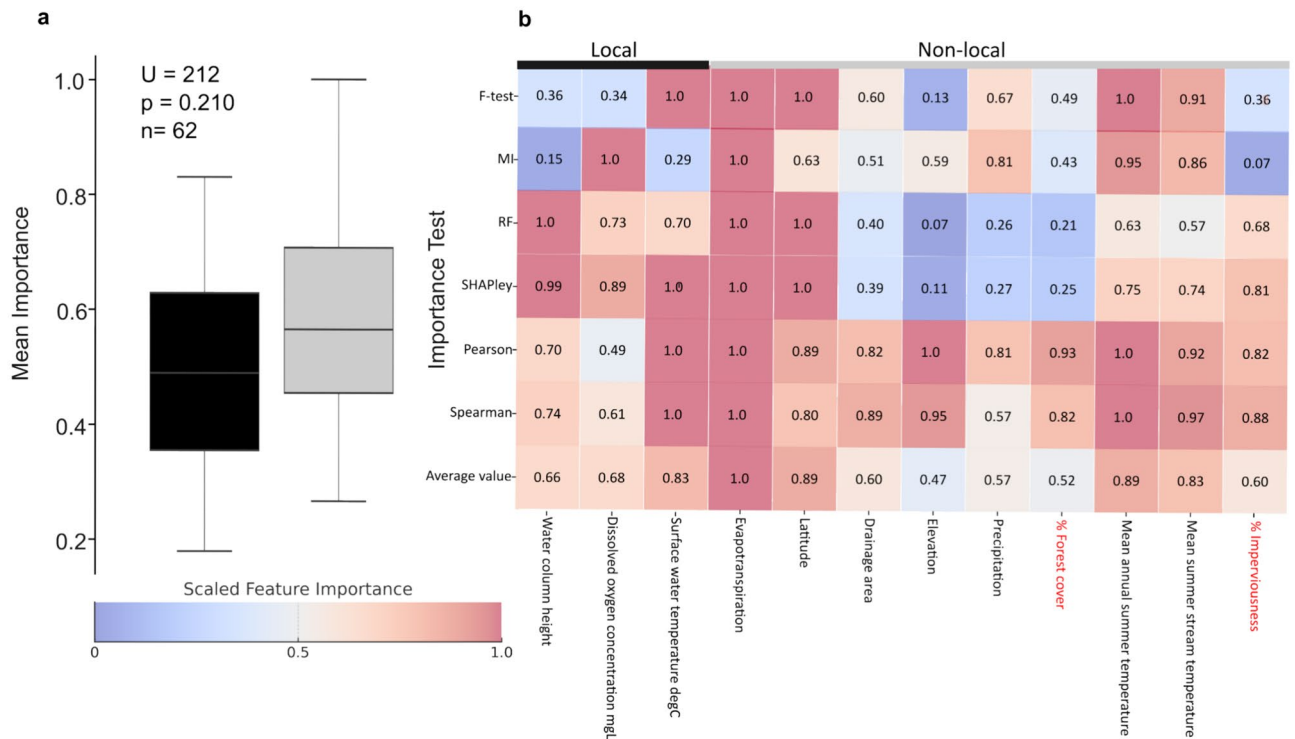 a
U = 212
p = 0.210
n= 62
Mean Importance
1.0
0.8
0.6
0.4
0.2
Scaled Feature Importance
0
0.5
1.0
b
Local
Non-local
Importance Test
F-test 0.36 0.34 1.0 1.0 1.0 0.60 0.13 0.67 0.49 1.0 0.91 0.36
MI 0.15 1.0 0.29 1.0 0.63 0.51 0.59 0.81 0.43 0.95 0.86 0.07
RF 1.0 0.73 0.70 1.0 1.0 0.40 0.07 0.26 0.21 0.63 0.57 0.68
SHAPley 0.99 0.89 1.0 1.0 1.0 0.39 0.11 0.27 0.25 0.75 0.74 0.81
Pearson 0.70 0.49 1.0 1.0 0.89 0.82 1.0 0.81 0.93 1.0 0.92 0.82
Spearman 0.74 0.61 1.0 1.0 0.80 0.89 0.95 0.57 0.82 1.0 0.97 0.88
Average value 0.66 0.68 0.83 1.0 0.89 0.60 0.47 0.57 0.52 0.89 0.83 0.60
Water column height
Dissolved oxygen concentration mgL
Surface water temperature degC
Evapotranspiration
Latitude
Drainage area
Elevation
Precipitation
% Forest cover
Mean annual summer temperature
Mean summer stream temperature
% Imperviousness